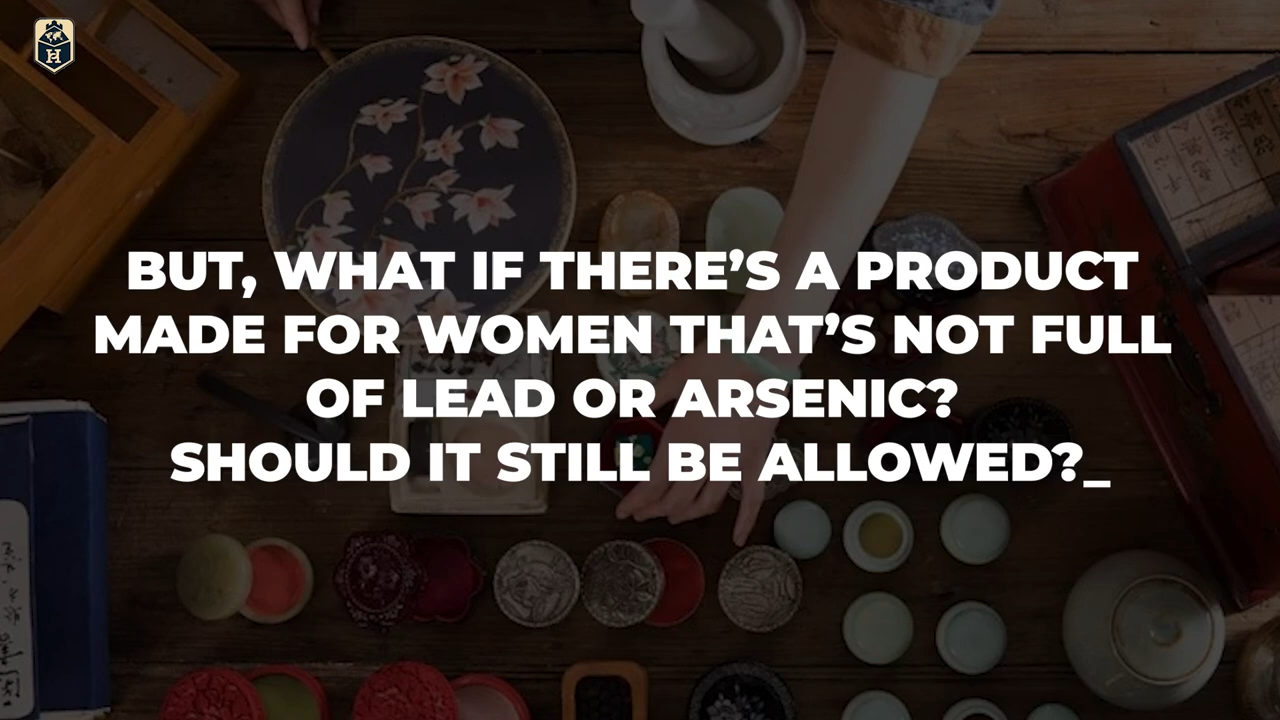 BUT, WHAT IF THERE’S A PRODUCT
MADE FOR WOMEN THAT’S NOT FULL
OF LEAD OR ARSENIC?
SHOULD IT STILL BE ALLOWED?_